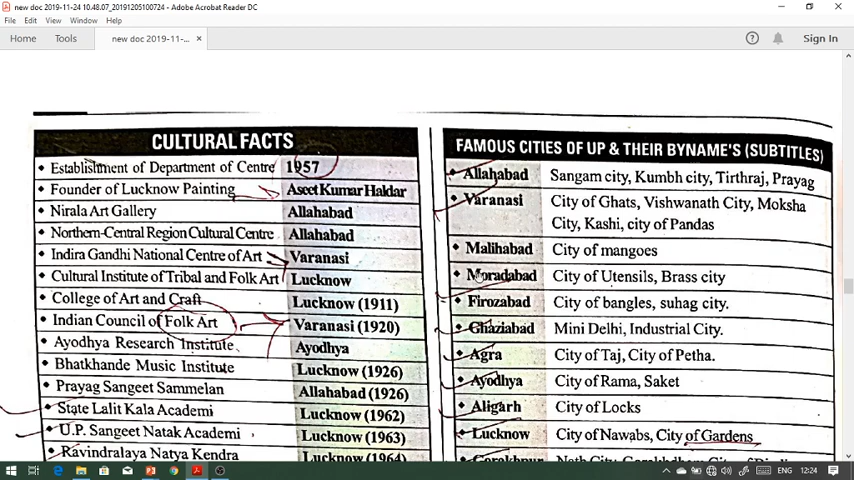 new doc 2019-11-24 10.48.07_20191205100724 - Adobe Acrobat Reader DC
File Edit View Window Help
Home Tools new doc 2019-11-... × Sign In
CULTURAL FACTS
• Establishment of Department of Centre 1957
• Founder of Lucknow Painting Aseet Kumar Haldar
• Nirala Art Gallery Allahabad
• Northern-Central Region Cultural Centre Allahabad
• Indira Gandhi National Centre of Art Varanasi
• Cultural Institute of Tribal and Folk Art Lucknow
• College of Art and Craft Lucknow (1911)
• Indian Council of Folk Art Varanasi (1920)
• Ayodhya Research Institute Ayodhya
• Bhatkhande Music Institute Lucknow (1926)
• Prayag Sangeet Sammelan Allahabad (1926)
• State Lalit Kala Academi Lucknow (1962)
• U.P. Sangeet Natak Academi Lucknow (1963)
• Ravindralaya Natya Kendra Lucknow (1964)
FAMOUS CITIES OF UP & THEIR BYNAME'S (SUBTITLES)
• Allahabad Sangam city, Kumbh city, Tirthraj, Prayag
• Varanasi City of Ghats, Vishwanath City, Moksha
City, Kashi, city of Pandas
• Malihabad City of mangoes
• Moradabad City of Utensils, Brass city
• Firozabad City of bangles, suhag city.
• Ghaziabad Mini Delhi, Industrial City.
• Agra City of Taj, City of Petha.
• Ayodhya City of Rama, Saket
• Aligarh City of Locks
• Lucknow City of Nawabs, City of Gardens
• Gorakhpur Nath City, Gorakhdham
ENG 12:24